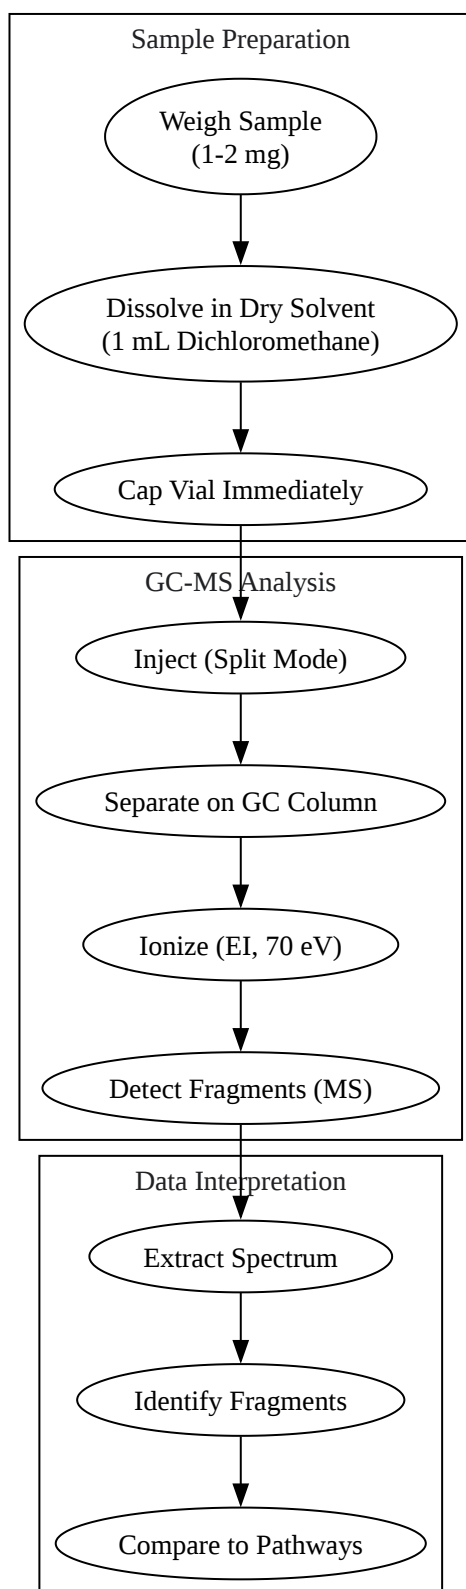 Sample Preparation
Weigh Sample
(1-2 mg)
Dissolve in Dry Solvent
(1 mL Dichloromethane)
Cap Vial Immediately
GC-MS Analysis
Inject (Split Mode)
Separate on GC Column
Ionize (EI, 70 eV)
Detect Fragments (MS)
Data Interpretation
Extract Spectrum
Identify Fragments
Compare to Pathways